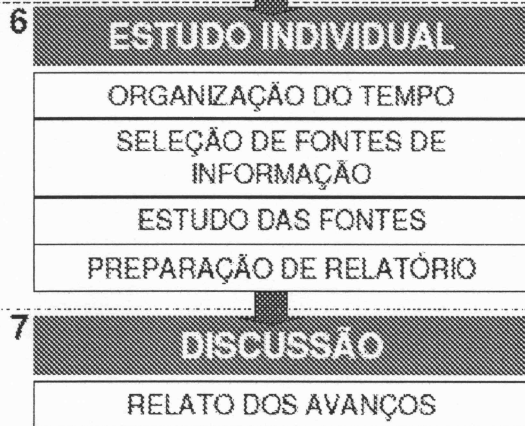 6
ESTUDO INDIVIDUAL
ORGANIZAÇÃO DO TEMPO
SELEÇÃO DE FONTES DE
INFORMAÇÃO
ESTUDO DAS FONTES
PREPARAÇÃO DE RELATÓRIO
7
DISCUSSÃO
RELATO DOS AVANÇOS